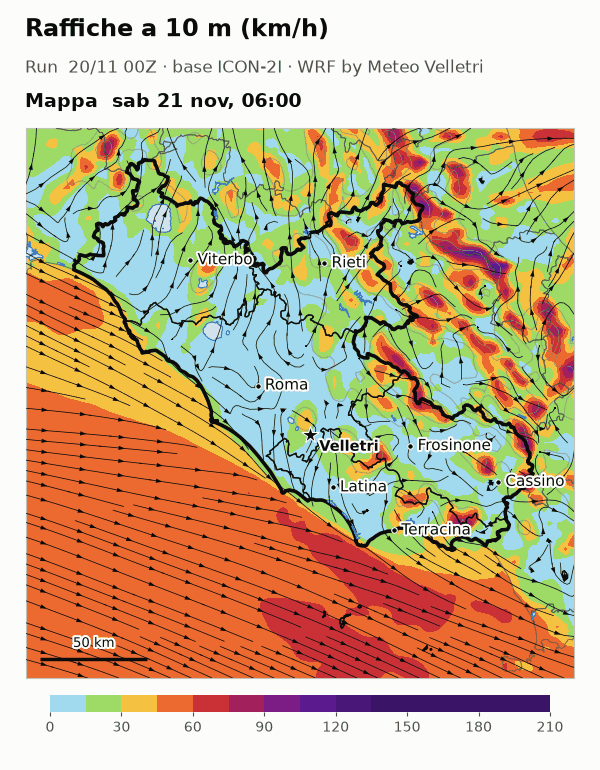 Raffiche a 10 m (km/h)
Run  20/11 00Z · base ICON-2I · WRF by Meteo Velletri
Mappa  sab 21 nov, 06:00
Viterbo
Rieti
Roma
Velletri
Frosinone
Latina
Cassino
Terracina
50 km
0 30 60 90 120 150 180 210